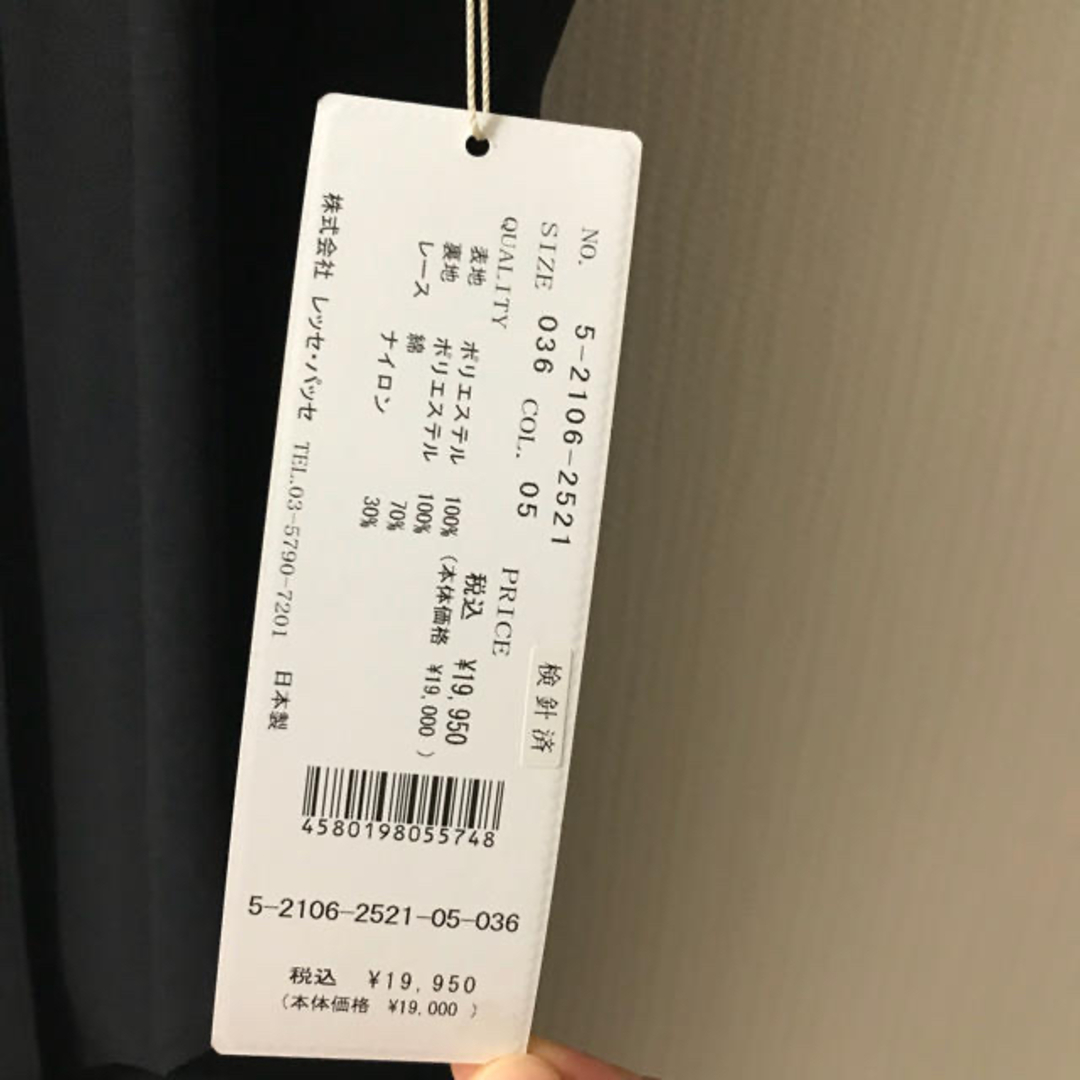 NO. 5-2106-2521
SIZE 036 COL. 05
QUALITY PRICE
検針済
表地 ポリエステル 100%
裏地 ポリエステル 100%
レース 綿 70%
ナイロン 30%
税込 ¥19,950
(本体価格 ¥19,000 )
株式会社 レッセ・パッセ TEL.03-5790-7201 日本製
4580198055748
5-2106-2521-05-036
税込 ¥19,950
(本体価格 ¥19,000 )